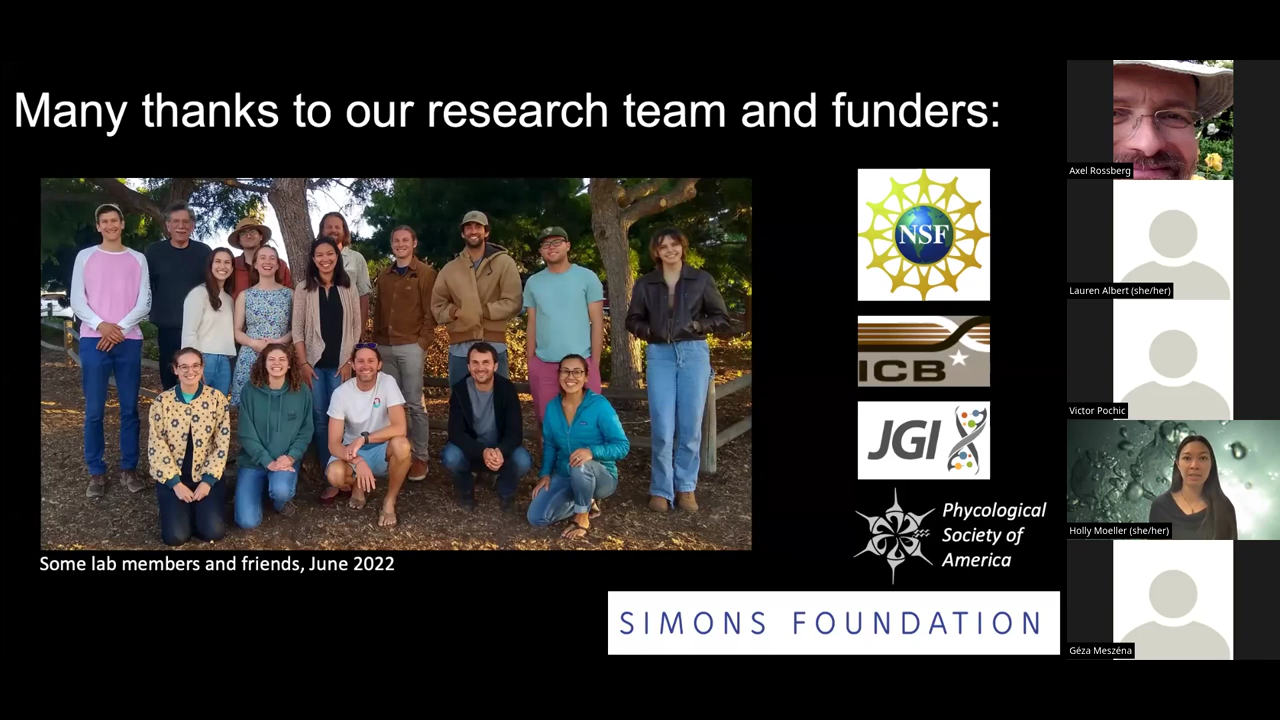 Many thanks to our research team and funders:
NSF
ICB
JGI
Phycological
Society of
America
Some lab members and friends, June 2022
SIMONS FOUNDATION
Axel Rossberg
Lauren Albert (she/her)
Victor Pochic
Holly Moeller (she/her)
Géza Meszéna